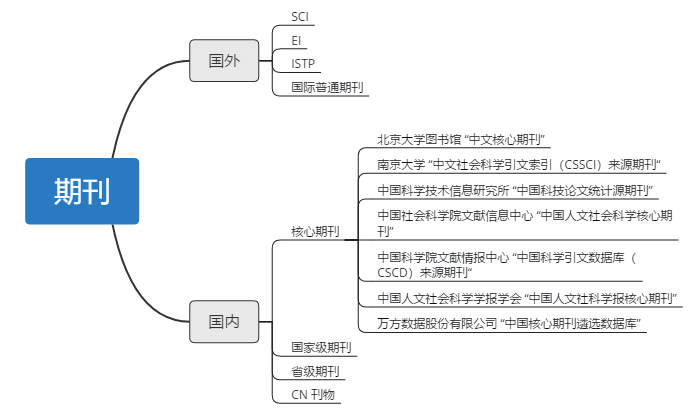 期刊
国外
SCI
EI
ISTP
国际普通期刊
国内
核心期刊
北京大学图书馆 “中文核心期刊”
南京大学 “中文社会科学引文索引（CSSCI）来源期刊“
中国科学技术信息研究所 “中国科技论文统计源期刊”
中国社会科学院文献信息中心 “中国人文社会科学核心期
刊”
中国科学院文献情报中心 “中国科学引文数据库（
CSCD）来源期刊“
中国人文社会科学学报学会 “中国人文社科学报核心期刊”
万方数据股份有限公司 “中国核心期刊遴选数据库”
国家级期刊
省级期刊
CN 刊物